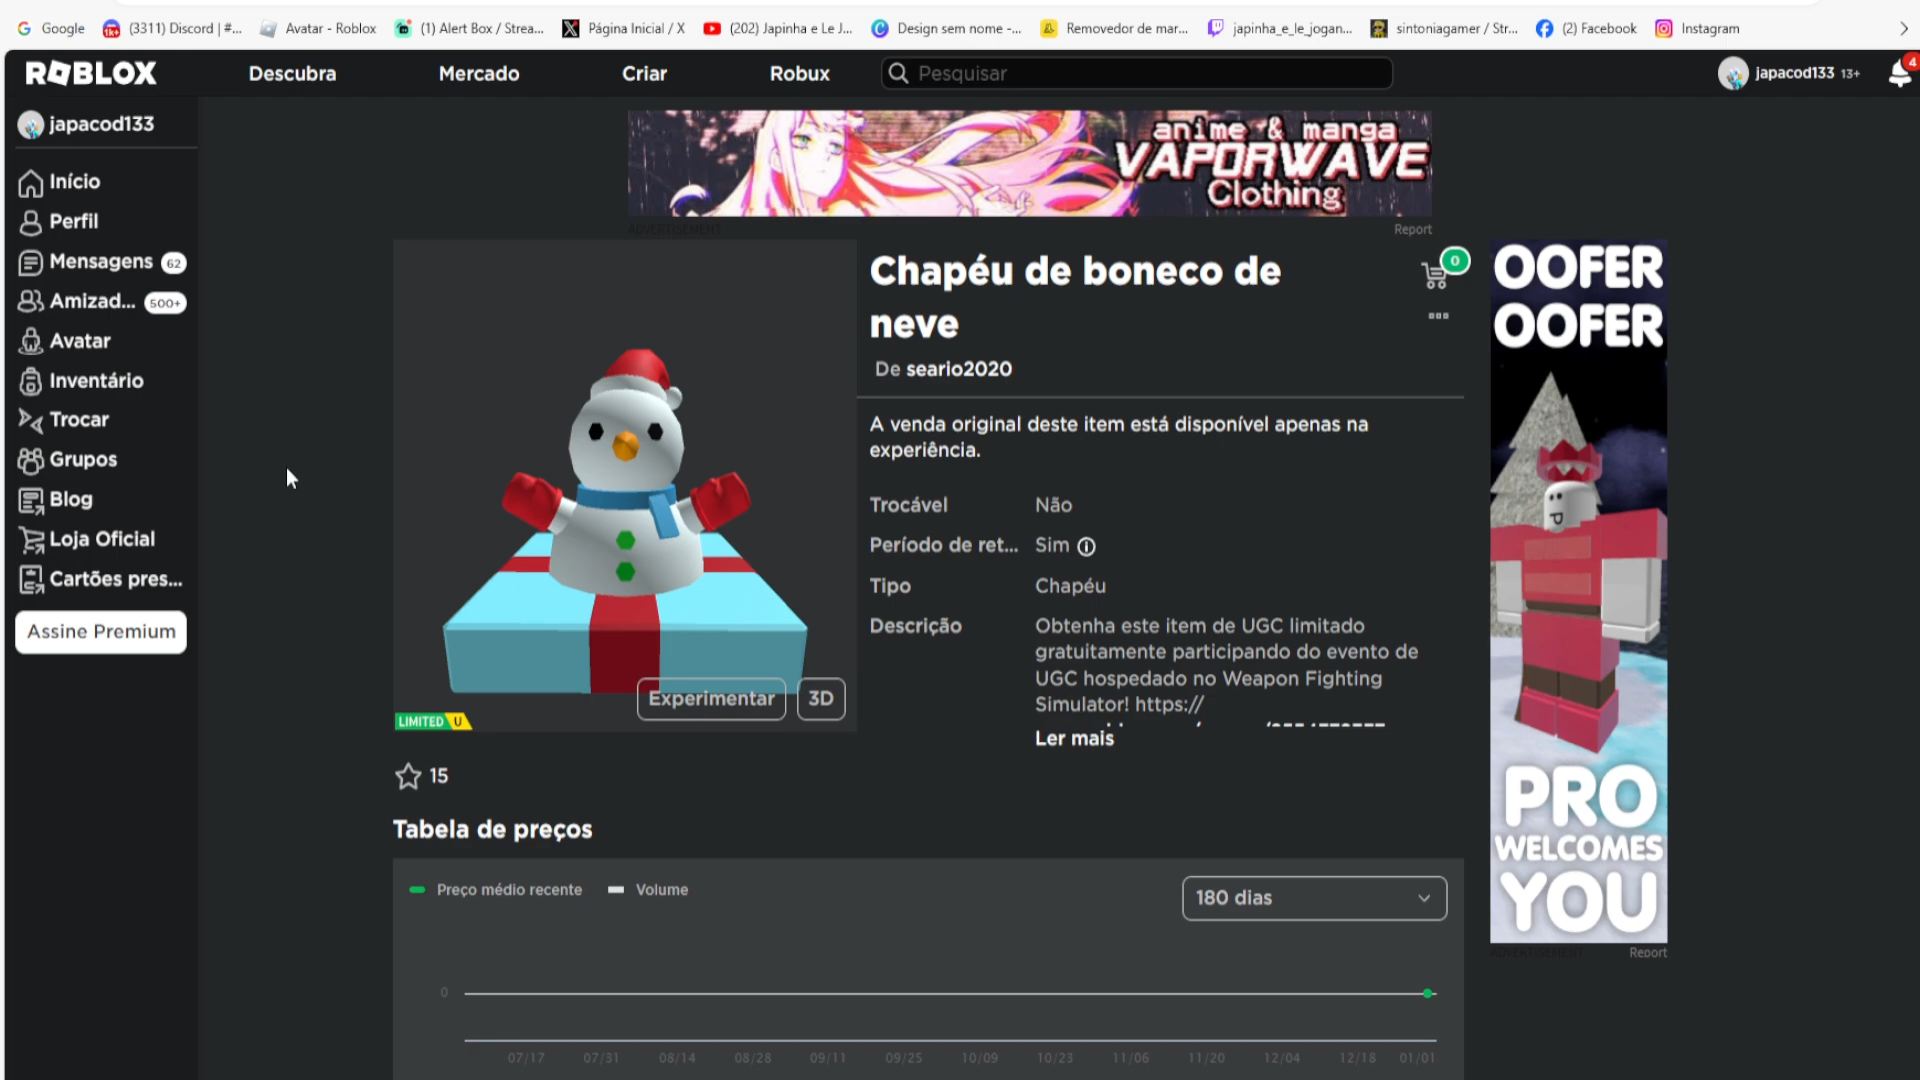 Google
(3311) Discord | #...
Avatar - Roblox
(1) Alert Box / Strea...
Página Inicial / X
(202) Japinha e Le J...
Design sem nome -...
Removedor de mar...
japinha_e_le_jogan...
sintoniagamer / Str...
(2) Facebook
Instagram
ROBLOX
Descubra
Mercado
Criar
Robux
Pesquisar
japacod133 13+
4
japacod133
Início
Perfil
Mensagens 62
Amizad... 500+
Avatar
Inventário
Trocar
Grupos
Blog
Loja Oficial
Cartões pres...
Assine Premium
anime & manga
VAPORWAVE
Clothing
ADVERTISEMENT
Report
Chapéu de boneco de
neve
0
De seario2020
A venda original deste item está disponível apenas na
experiência.
Trocável Não
Período de ret... Sim
Tipo Chapéu
Descrição Obtenha este item de UGC limitado
gratuitamente participando do evento de
UGC hospedado no Weapon Fighting
Simulator! https://
Ler mais
Experimentar
3D
LIMITED U
15
Tabela de preços
Preço médio recente
Volume
180 dias
0
07/17 07/31 08/14 08/28 09/11 09/25 10/09 10/23 11/06 11/20 12/04 12/18 01/01
OOFER
OOFER
P
PRO
WELCOMES
YOU
ADVERTISEMENT
Report